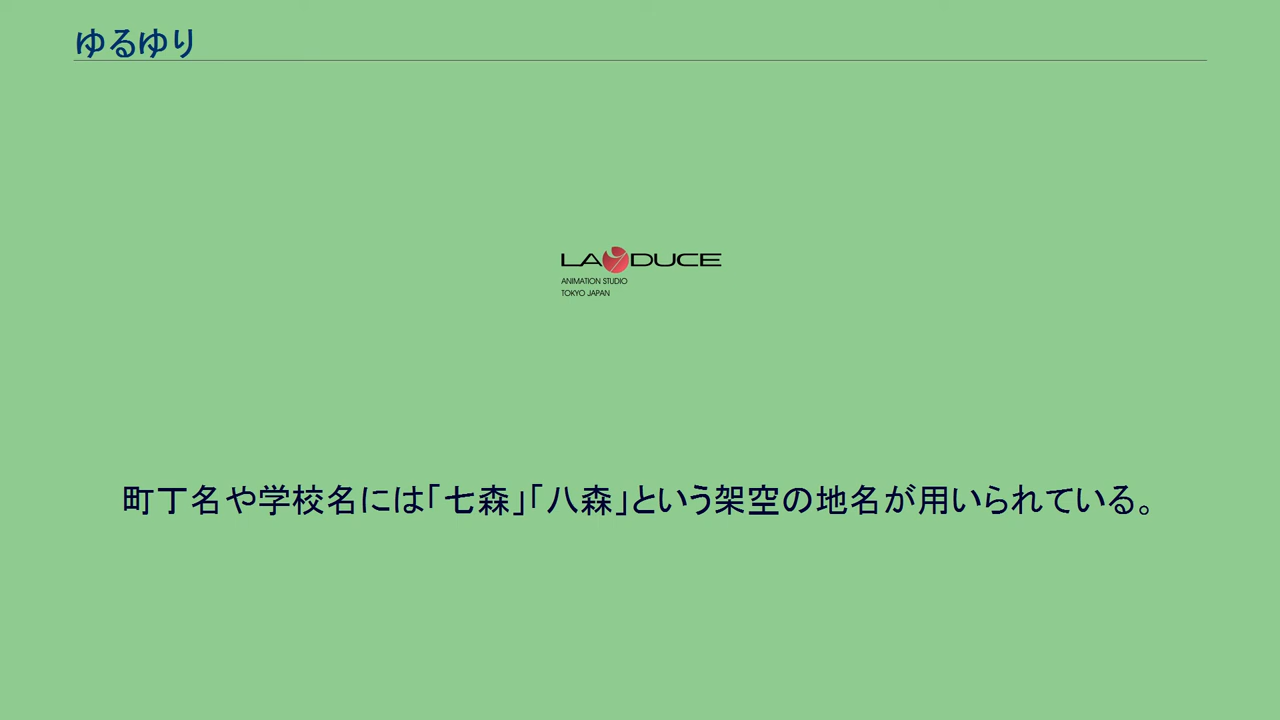 ゆるゆり
LAYDUCE
ANIMATION STUDIO
TOKYO JAPAN
町丁名や学校名には「七森」「八森」という架空の地名が用いられている。